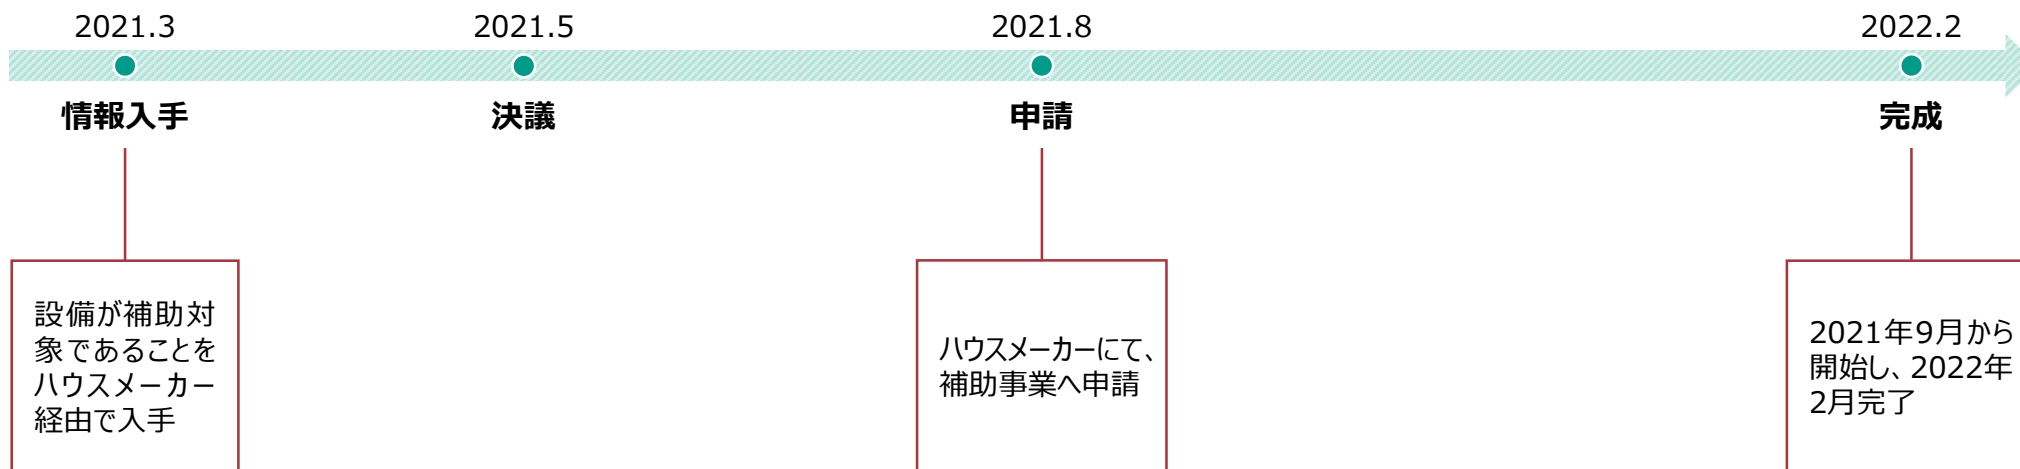 2021.3
2021.5
2021.8
2022.2
情報入手
決議
申請
完成
設備が補助対
象であることを
ハウスメーカー
経由で入手
ハウスメーカーにて、
補助事業へ申請
2021年9月から
開始し、2022年
2月完了